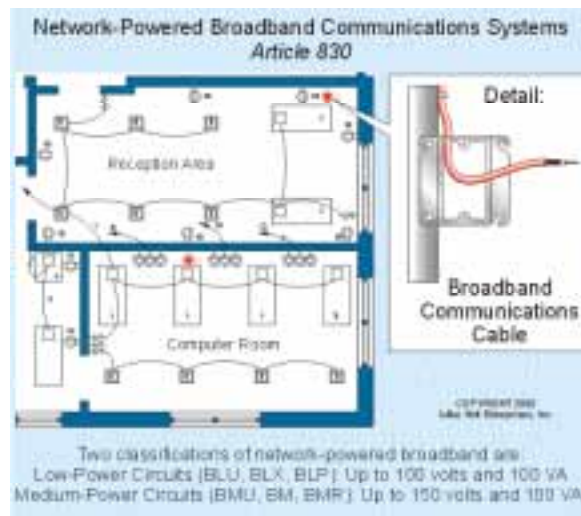 Network-Powered Broadband Communications Systems
Article 830
Detail:
Reception Area
Broadband
Communications
Cable
Computer Room
COPYRIGHT 2002
Two classifications of network-powered broadband are
Low-Power Circuits (BLU, BLX, BLP): Up to 100 volts and 100 VA
Medium-Power Circuits (BMU, BM, BMR): Up to 150 volts and 100 VA